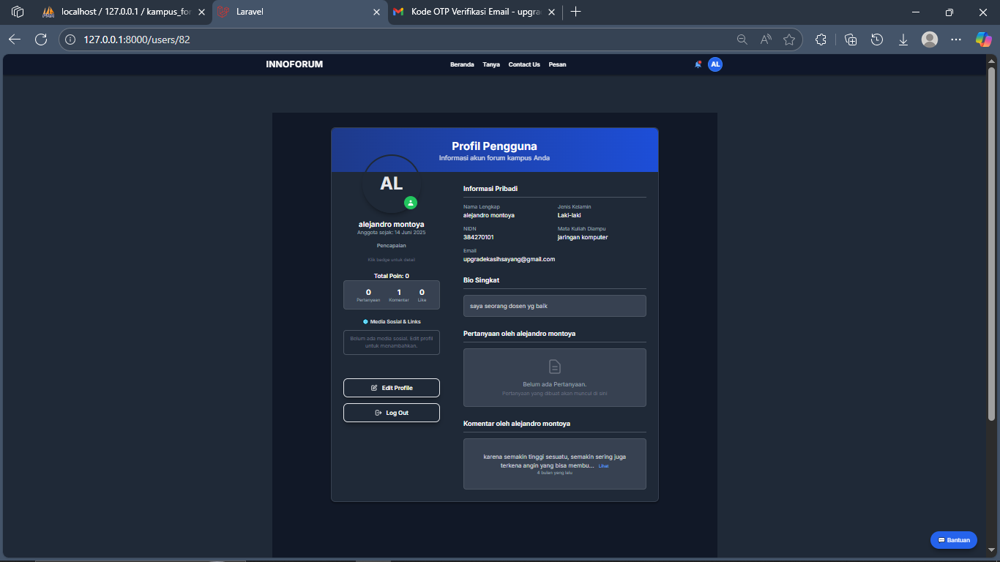 localhost / 127.0.0.1 / kampus_for
Laravel
Kode OTP Verifikasi Email - upgra
127.0.0.1:8000/users/82
INNOFORUM
Beranda Tanya Contact Us Pesan
AL
Profil Pengguna
Informasi akun forum kampus Anda
AL
alejandro montoya
Anggota sejak: 14 Juni 2025
Pencapaian
Klik badge untuk detail
Total Poin: 0
0 1 0
Pertanyaan Komentar Like
Media Sosial & Links
Belum ada media sosial. Edit profil
untuk menambahkan.
Edit Profile
Log Out
Informasi Pribadi
Nama Lengkap Jenis Kelamin
alejandro montoya Laki-laki
NIDN Mata Kuliah Diampu
384270101 jaringan komputer
Email
upgradekasihsayang@gmail.com
Bio Singkat
saya seorang dosen yg baik
Pertanyaan oleh alejandro montoya
Belum ada Pertanyaan.
Pertanyaan yang dibuat akan muncul di sini
Komentar oleh alejandro montoya
karena semakin tinggi sesuatu, semakin sering juga
terkena angin yang bisa membu... Lihat
4 bulan yang lalu
Bantuan